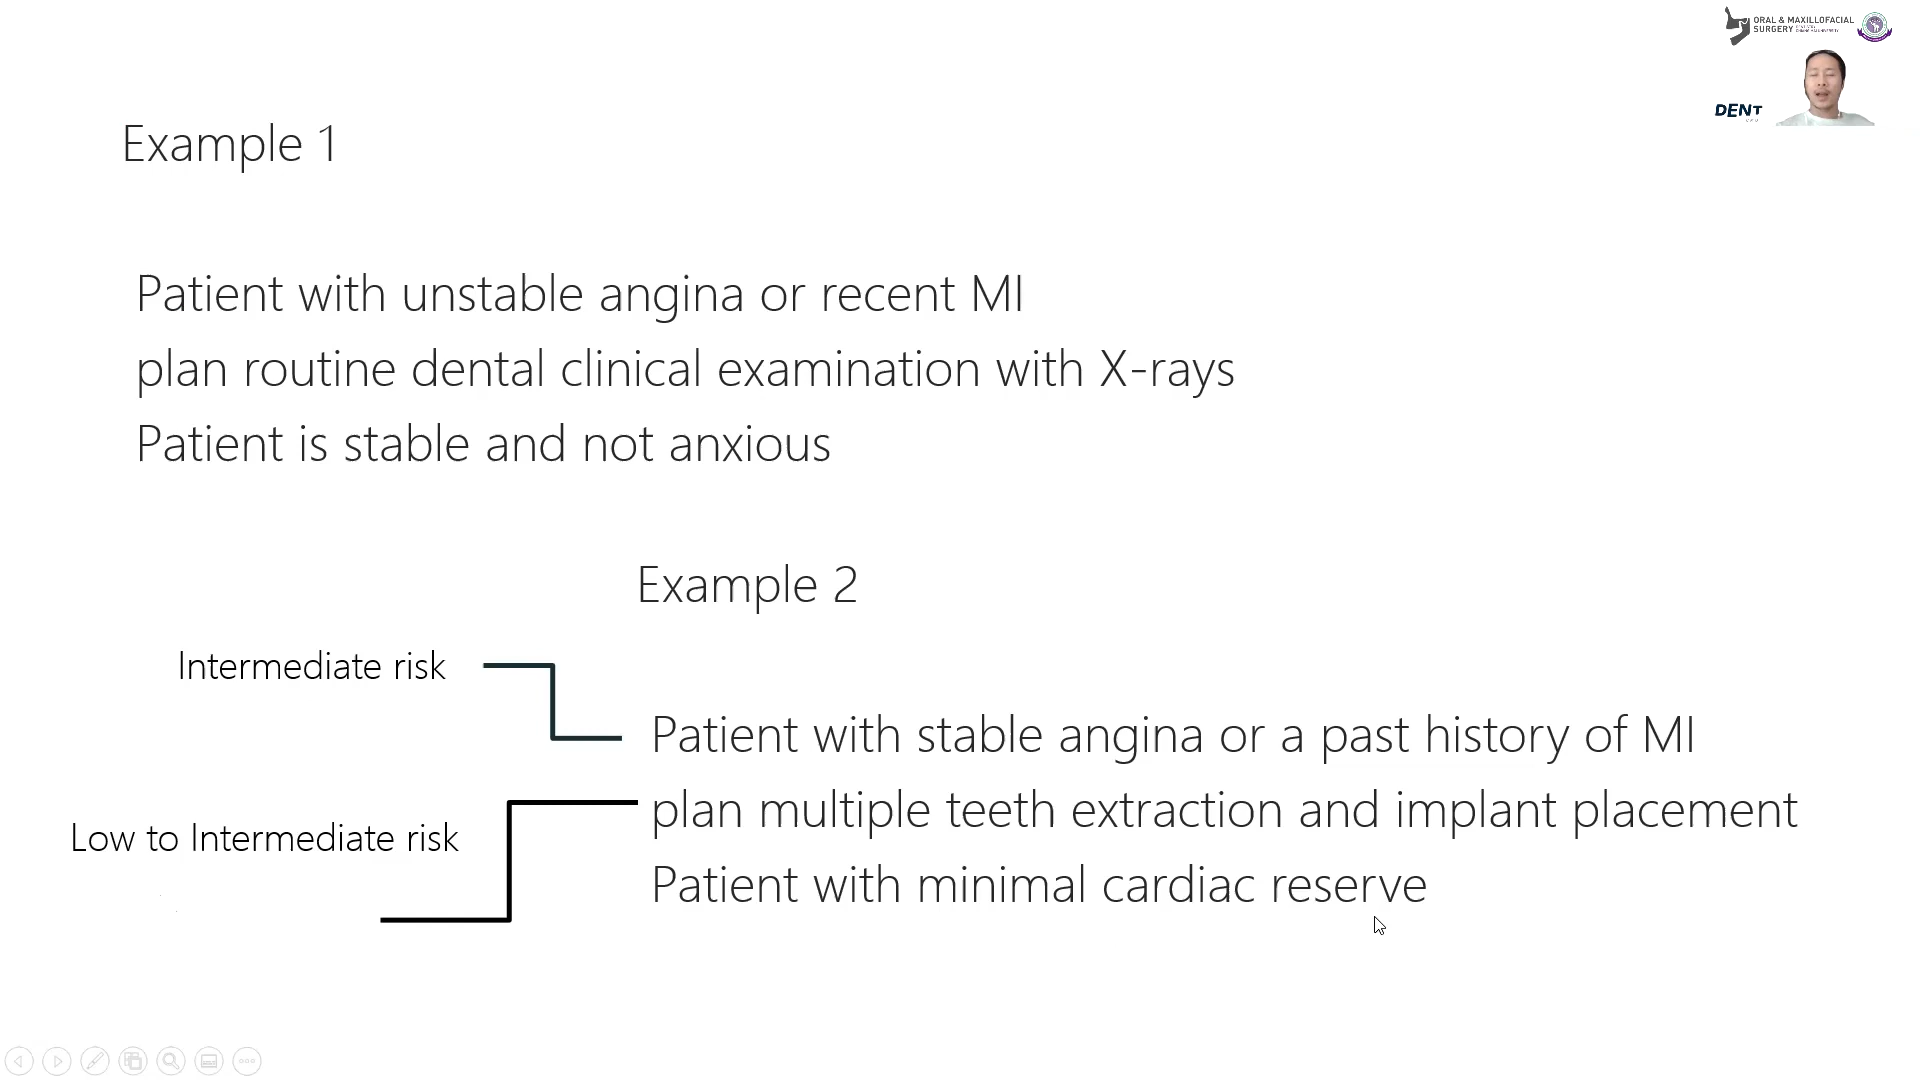 ORAL & MAXILLOFACIAL
SURGERY
DENT
Example 1
Patient with unstable angina or recent MI
plan routine dental clinical examination with X-rays
Patient is stable and not anxious
Example 2
Intermediate risk
Patient with stable angina or a past history of MI
plan multiple teeth extraction and implant placement
Low to Intermediate risk
Patient with minimal cardiac reserve